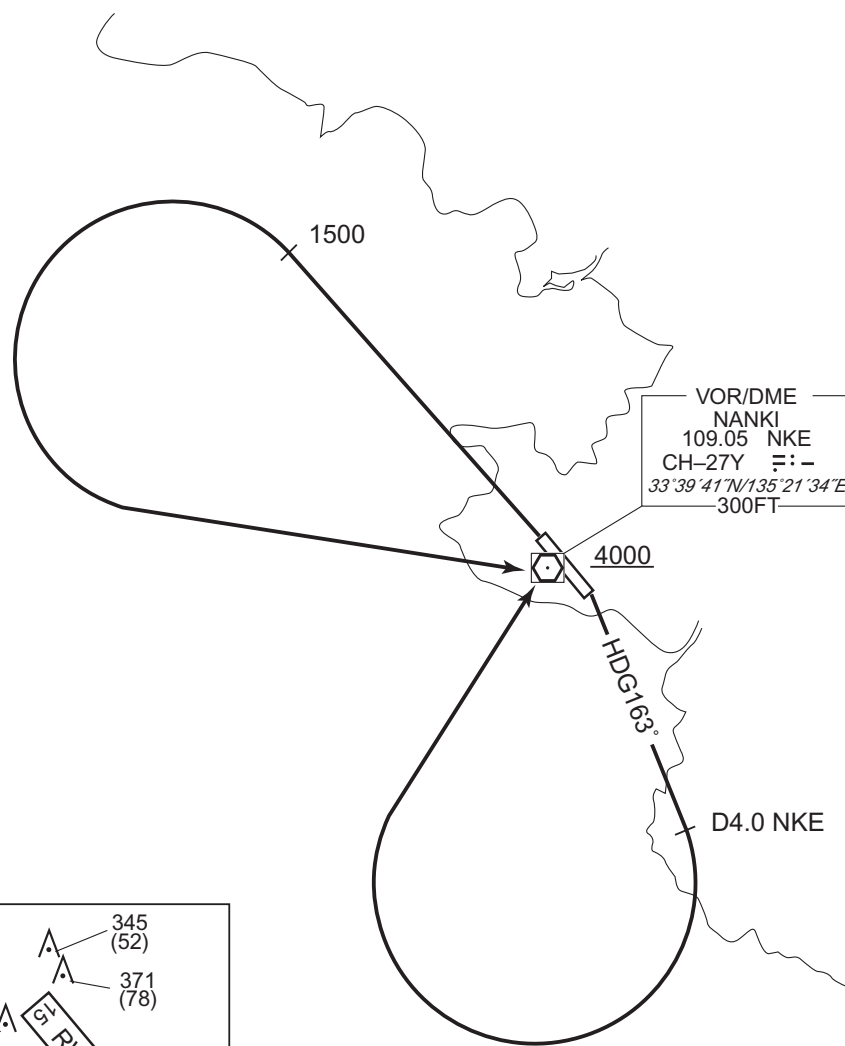 1500
VOR/DME
NANKI
109.05 NKE
CH–27Y
33°39´41˝N/135°21´34˝E
300FT
4000
HDG163°
D4.0 NKE
345
(52)
371
(78)
15